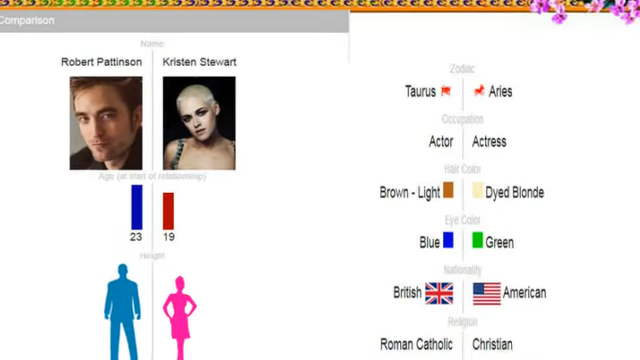 Comparison
Name
Robert Pattinson Kristen Stewart
Age (at start of relationship)
23 19
Height
Zodiac
Taurus Aries
Occupation
Actor Actress
Hair Color
Brown - Light Dyed Blonde
Eye Color
Blue Green
Nationality
British American
Religion
Roman Catholic Christian